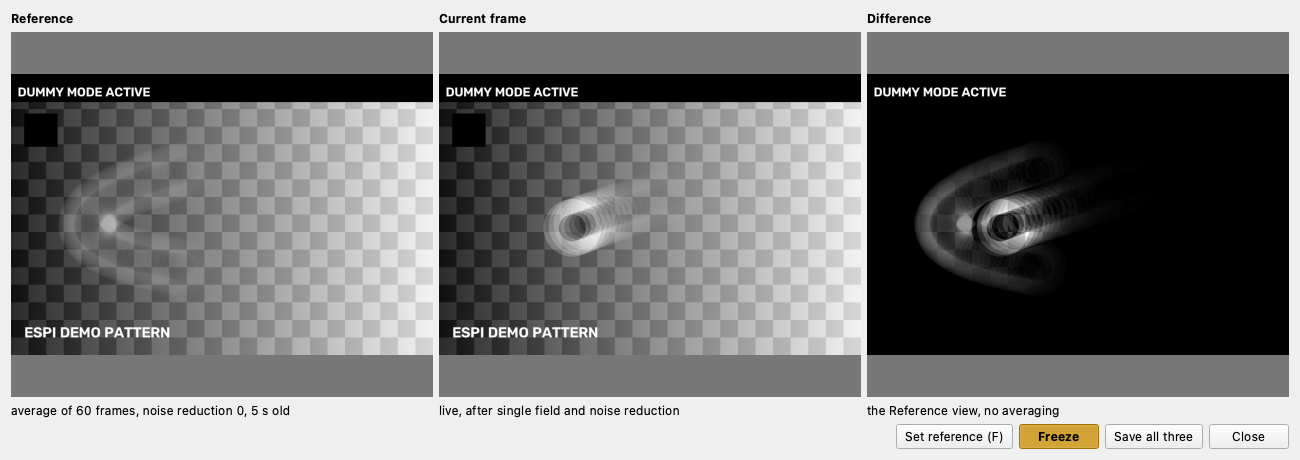 Reference
Current frame
Difference
DUMMY MODE ACTIVE
DUMMY MODE ACTIVE
DUMMY MODE ACTIVE
ESPI DEMO PATTERN
ESPI DEMO PATTERN
average of 60 frames, noise reduction 0, 5 s old
live, after single field and noise reduction
the Reference view, no averaging
Set reference (F)
Freeze
Save all three
Close